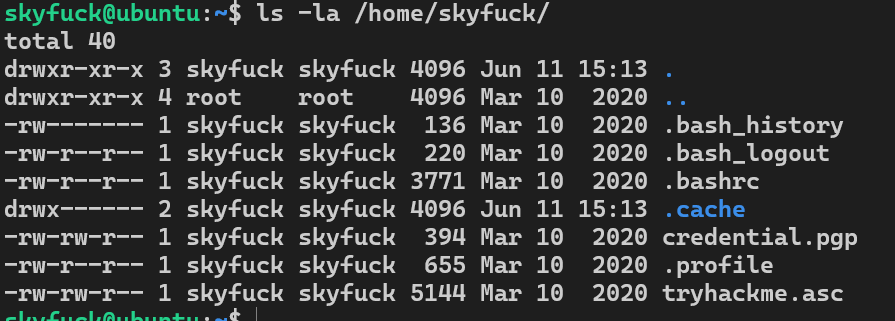 skyfuck@ubuntu:~$ ls -la /home/skyfuck/
total 40
drwxr-xr-x 3 skyfuck skyfuck 4096 Jun 11 15:13 .
drwxr-xr-x 4 root    root    4096 Mar 10  2020 ..
-rw------- 1 skyfuck skyfuck  136 Mar 10  2020 .bash_history
-rw-r--r-- 1 skyfuck skyfuck  220 Mar 10  2020 .bash_logout
-rw-r--r-- 1 skyfuck skyfuck 3771 Mar 10  2020 .bashrc
drwx------ 2 skyfuck skyfuck 4096 Jun 11 15:13 .cache
-rw-rw-r-- 1 skyfuck skyfuck  394 Mar 10  2020 credential.pgp
-rw-r--r-- 1 skyfuck skyfuck  655 Mar 10  2020 .profile
-rw-rw-r-- 1 skyfuck skyfuck 5144 Mar 10  2020 tryhackme.asc
skyfuck@ubuntu:~$